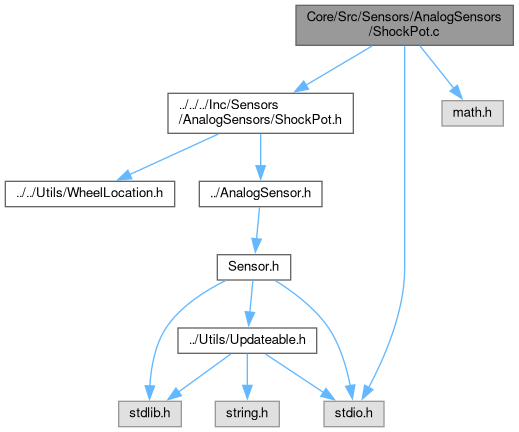 Core/Src/Sensors/AnalogSensors
/ShockPot.c
../../../Inc/Sensors
/AnalogSensors/ShockPot.h
math.h
../../Utils/WheelLocation.h
../AnalogSensor.h
Sensor.h
../Utils/Updateable.h
stdlib.h
string.h
stdio.h